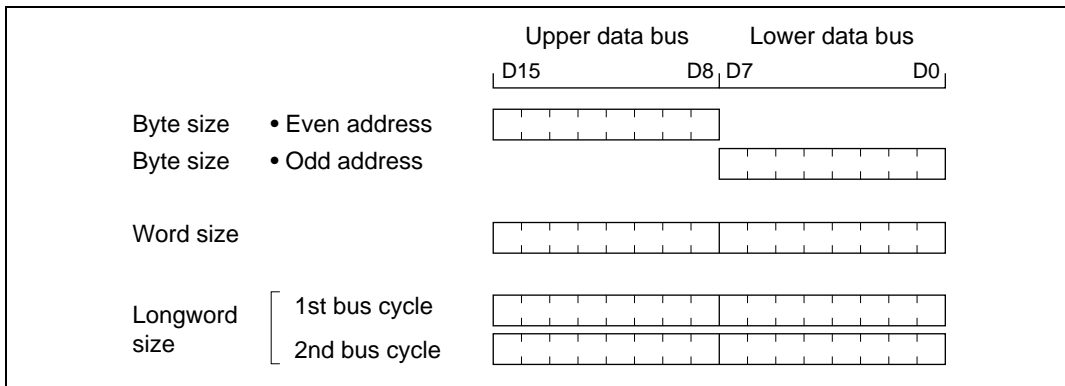 Upper data bus Lower data bus
D15 D8 D7 D0
Byte size • Even address
Byte size • Odd address
Word size
Longword size
1st bus cycle
2nd bus cycle